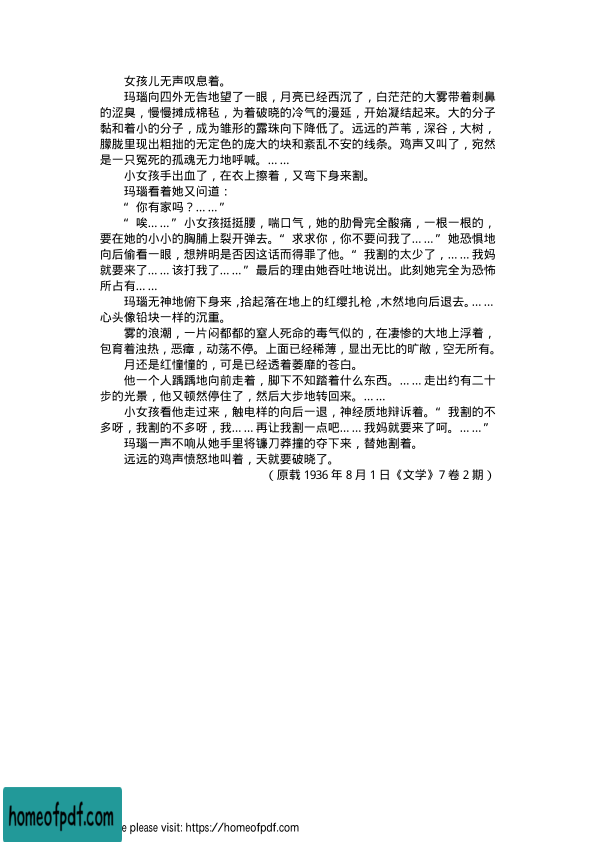 女孩儿无声叹息着。
玛瑙向四外无告地望了一眼，月亮已经西沉了，白茫茫的大雾带着刺鼻
的涩臭，慢慢摊成棉毡，为着破晓的冷气的漫延，开始凝结起来。大的分子
黏和着小的分子，成为雏形的露珠向下降低了。远远的芦苇，深谷，大树，
朦胧里现出粗拙的无定色的庞大的块和紊乱不安的线条。鸡声又叫了，宛然
是一只冤死的孤魂无力地呼喊。……
小女孩手出血了，在衣上擦着，又弯下身来割。
玛瑙看着她又问道：
“你有家吗？……”
“唉……”小女孩挺挺腰，喘口气，她的肋骨完全酸痛，一根一根的，
要在她的小小的胸脯上裂开弹去。“求求你，你不要问我了……”她恐惧地
向后偷看一眼，想辨明是否因这话而得罪了他。“我割的太少了，……我妈
就要来了……该打我了……”最后的理由她吞吐地说出。此刻她完全为恐怖
所占有……
玛瑙无神地俯下身来，拾起落在地上的红缨扎枪，木然地向后退去。……
心头像铅块一样的沉重。
雾的浪潮，一片闷都都的窒人死命的毒气似的，在凄惨的大地上浮着，
包育着浊热，恶瘴，动荡不停。上面已经稀薄，显出无比的旷敞，空无所有。
月还是红憧憧的，可是已经透着萎靡的苍白。
他一个人踽踽地向前走着，脚下不知踏着什么东西。……走出约有二十
步的光景，他又顿然停住了，然后大步地转回来。……
小女孩看他走过来，触电样的向后一退，神经质地辩诉着。“我割的不
多呀，我割的不多呀，我……再让我割一点吧……我妈就要来了呵。……”
玛瑙一声不响从她手里将镰刀莽撞的夺下来，替她割着。
远远的鸡声愤怒地叫着，天就要破晓了。
（原载 1936 年 8 月 1 日《文学》7 卷 2 期）
homeofpdf.com
e please visit: https://homeofpdf.com